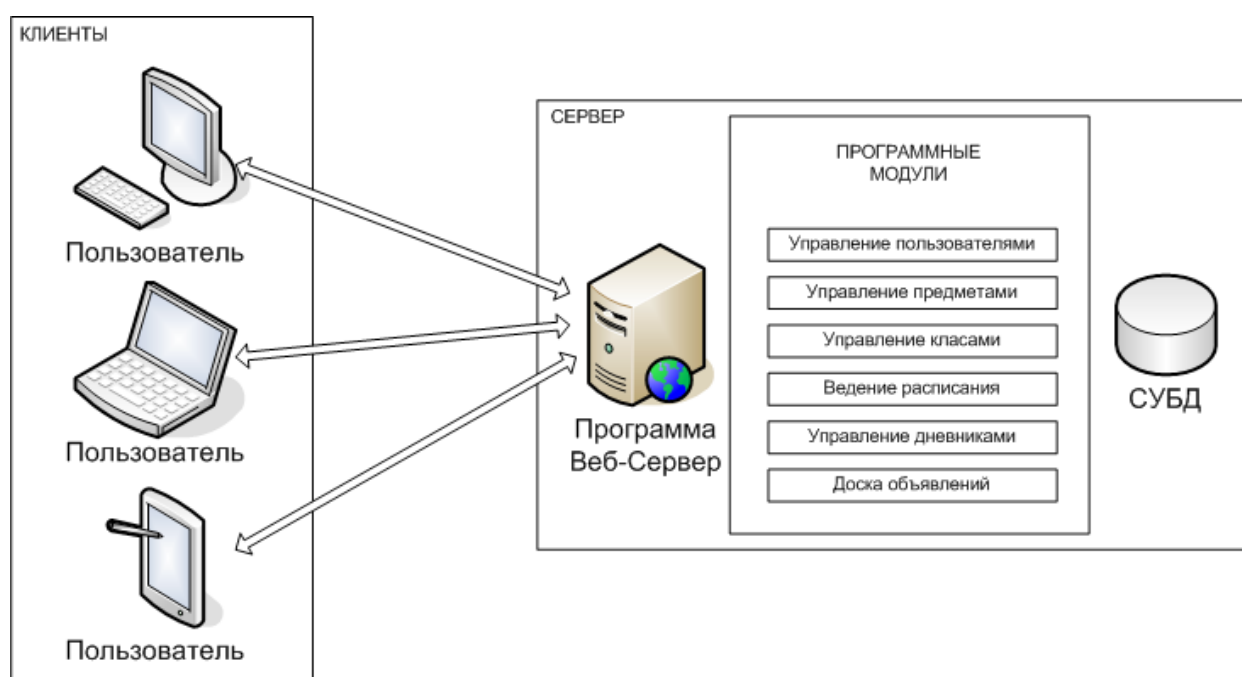 КЛИЕНТЫ
Пользователь
Пользователь
Пользователь
СЕРВЕР
Программа
Веб-Сервер
ПРОГРАММНЫЕ
МОДУЛИ
Управление пользователями
Управление предметами
Управление класами
Ведение расписания
Управление дневниками
Доска объявлений
СУБД